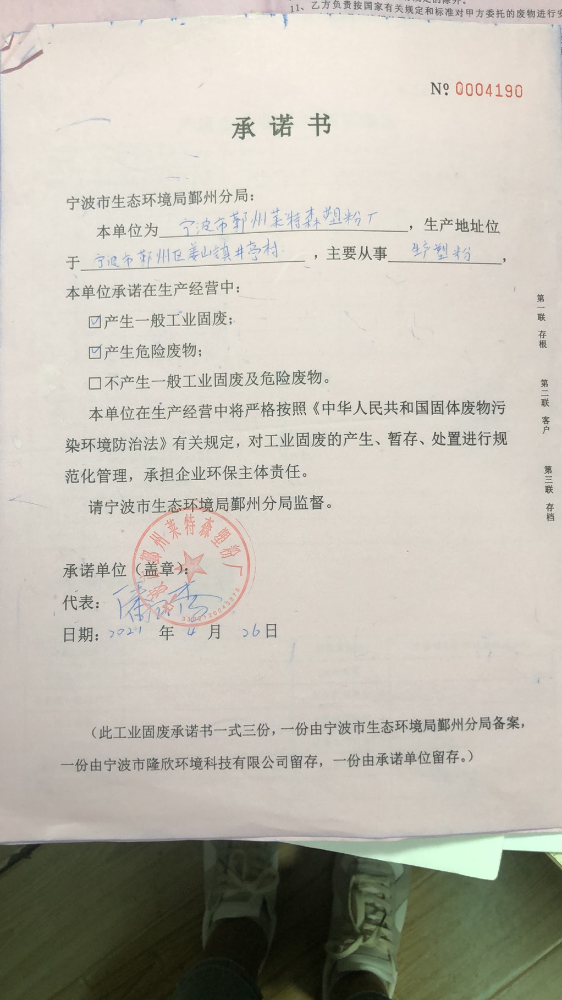 11、乙方负责按国家有关规定和标准对甲方委托的废物进行安
№ 0004190
承诺书
宁波市生态环境局鄞州分局：
本单位为 宁波市鄞州莱特森塑粉厂 ，生产地址位
于 宁波市鄞州区姜山镇井亭村 ，主要从事 生产塑粉 ，
本单位承诺在生产经营中：
☑产生一般工业固废；
☑产生危险废物；
□不产生一般工业固废及危险废物。
本单位在生产经营中将严格按照《中华人民共和国固体废物污
染环境防治法》有关规定，对工业固废的产生、暂存、处置进行规
范化管理，承担企业环保主体责任。
请宁波市生态环境局鄞州分局监督。
承诺单位（盖章）：
宁波市鄞州莱特森塑粉厂
3302120043375
代表：
日期：2021 年 4 月 26日
（此工业固废承诺书一式三份，一份由宁波市生态环境局鄞州分局备案，
一份由宁波市隆欣环境科技有限公司留存，一份由承诺单位留存。）
第一联 存根
第二联 客户
第三联 存档